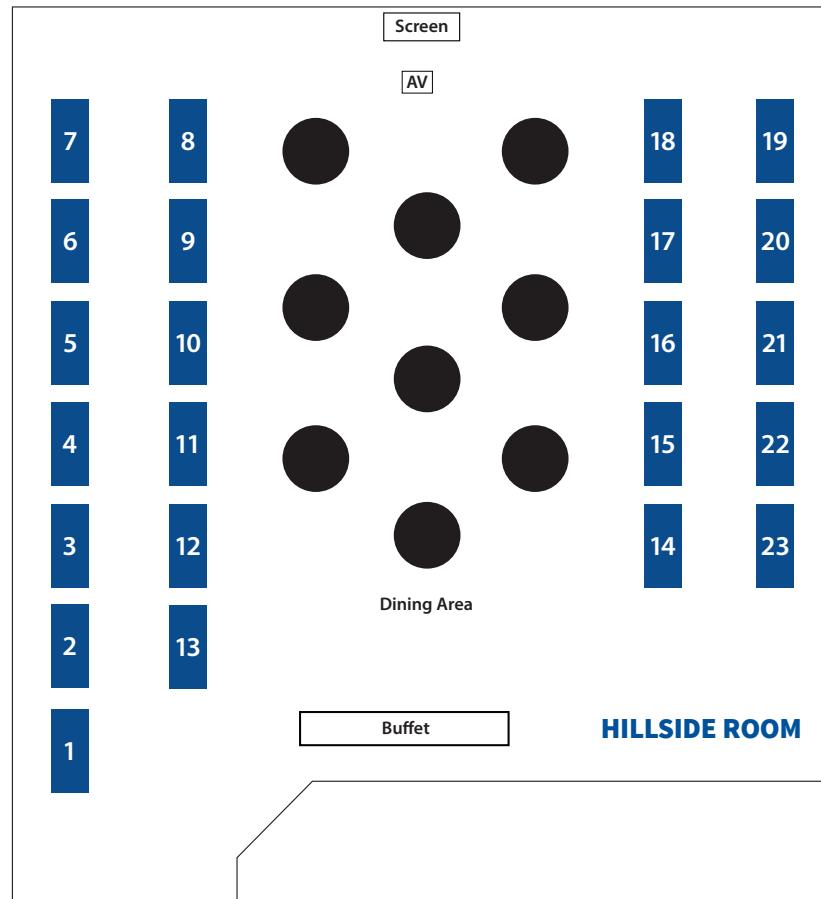 Screen
AV
7 8 18 19
6 9 17 20
5 10 16 21
4 11 15 22
3 12 14 23
Dining Area
2 13
Buffet
HILLSIDE ROOM
1